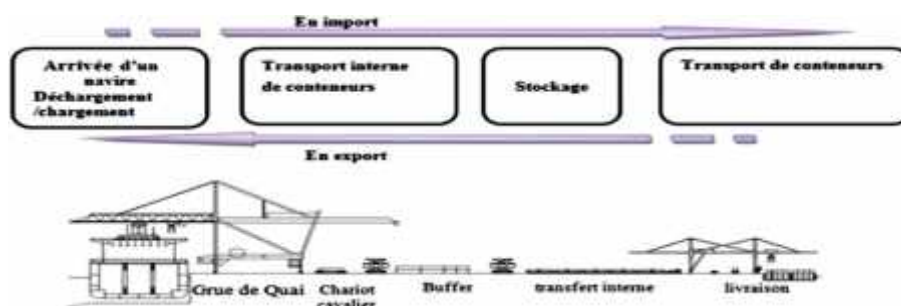 En import
Arrivée d'un
navire
Déchargement
/chargement
Transport interne
de conteneurs
Stockage
Transport de conteneurs
En export
Grue de Quai
Chariot
cavalier
Buffer
transfert interne
livraison